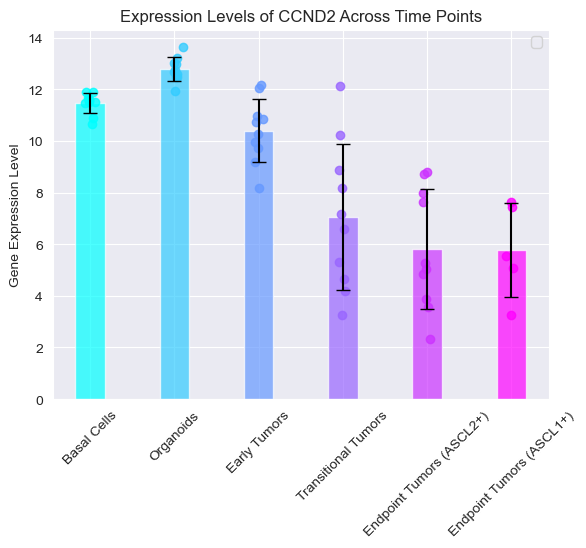 Expression Levels of CCND2 Across Time Points
Gene Expression Level
14
12
10
8
6
4
2
0
Basal Cells
Organoids
Early Tumors
Transitional Tumors
Endpoint Tumors (ASCL2+)
Endpoint Tumors (ASCL1+)